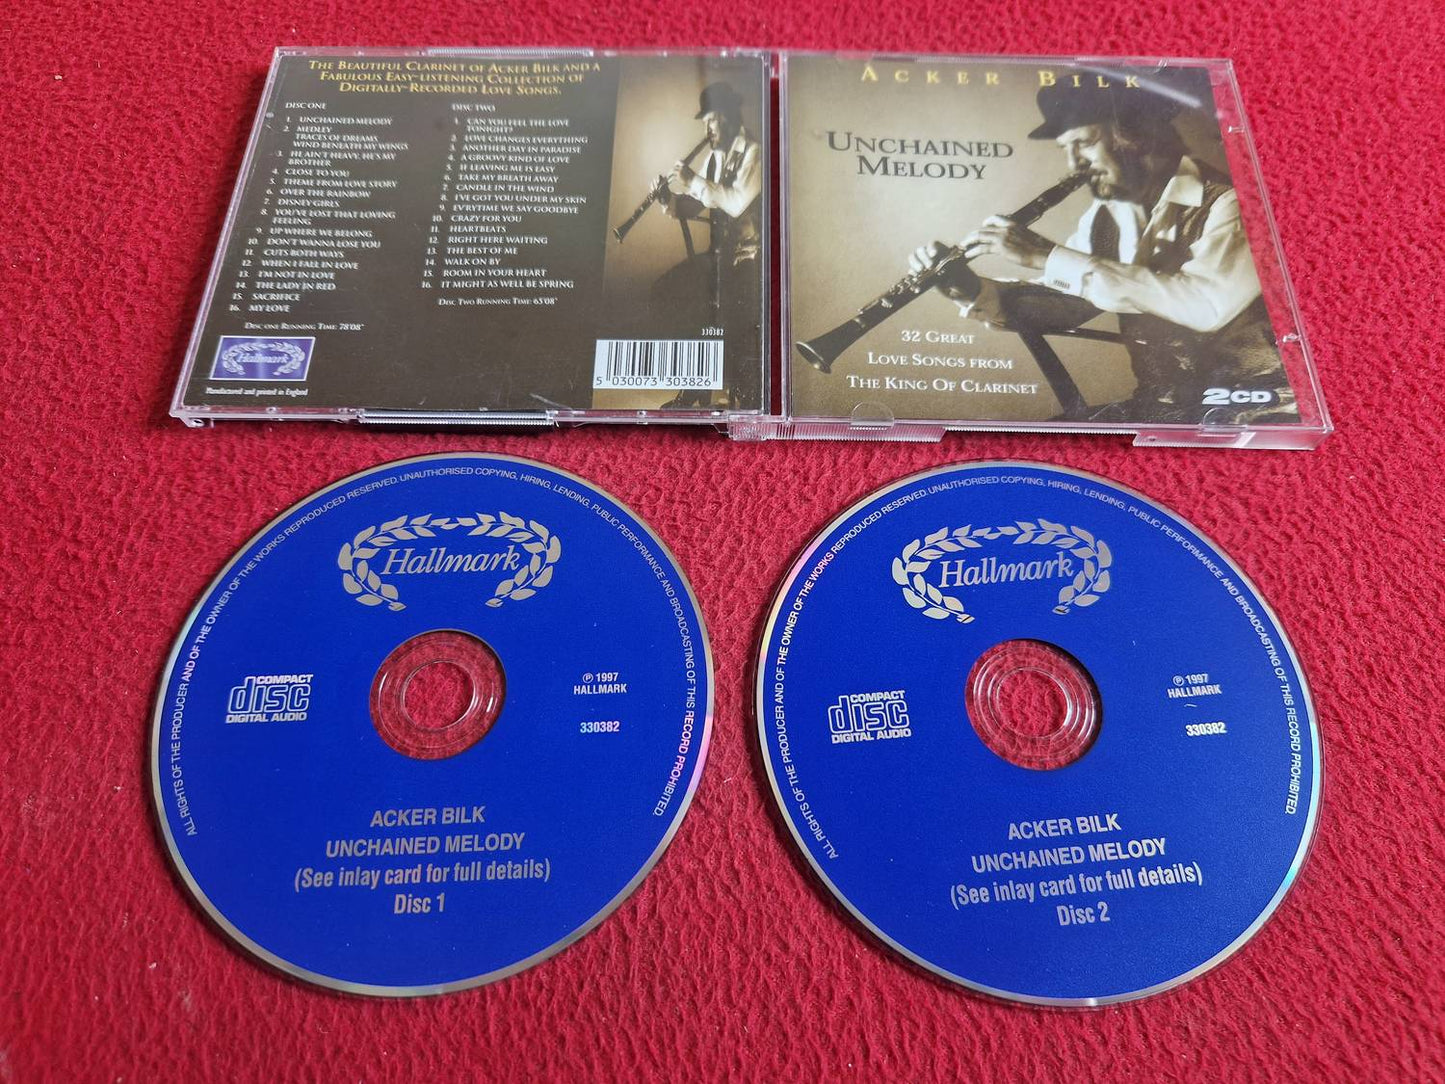 THE BEAUTIFUL CLARINET OF ACKER BILK AND A
FABULOUS EASY-LISTENING COLLECTION OF
DIGITALLY-RECORDED LOVE SONGS.
DISC ONE
1. UNCHAINED MELODY
2. MEDLEY
TRACES OF DREAMS
WIND BENEATH MY WINGS
3. HE AIN'T HEAVY, HE'S MY
BROTHER
4. CLOSE TO YOU
5. THEME FROM LOVE STORY
6. OVER THE RAINBOW
7. DISNEY GIRLS
8. YOU'VE LOST THAT LOVING
FEELING
9. UP WHERE WE BELONG
10. DON'T WANNA LOSE YOU
11. CUTS BOTH WAYS
12. WHEN I FALL IN LOVE
13. I'M NOT IN LOVE
14. THE LADY IN RED
15. SACRIFICE
16. MY LOVE
DISC ONE RUNNING TIME: 78'08"
DISC TWO
1. CAN YOU FEEL THE LOVE
TONIGHT?
2. LOVE CHANGES EVERYTHING
3. ANOTHER DAY IN PARADISE
4. A GROOVY KIND OF LOVE
5. IF LEAVING ME IS EASY
6. TAKE MY BREATH AWAY
7. CANDLE IN THE WIND
8. I'VE GOT YOU UNDER MY SKIN
9. EV'RYTIME WE SAY GOODBYE
10. CRAZY FOR YOU
11. HEARTBEATS
12. RIGHT HERE WAITING
13. THE BEST OF ME
14. WALK ON BY
15. ROOM IN YOUR HEART
16. IT MIGHT AS WELL BE SPRING
DISC TWO RUNNING TIME: 65'08"
Hallmark
Manufactured and printed in England
330382
5 030073 303826
ACKER BILK
UNCHAINED
MELODY
32 GREAT
LOVE SONGS FROM
THE KING OF CLARINET
2CD
ALL RIGHTS OF THE PRODUCER AND OF THE OWNER OF THE WORKS REPRODUCED RESERVED. UNAUTHORISED COPYING, HIRING, LENDING, PUBLIC PERFORMANCE AND BROADCASTING OF THIS RECORD PROHIBITED.
Hallmark
COMPACT
disc
DIGITAL AUDIO
℗ 1997
HALLMARK
330382
ACKER BILK
UNCHAINED MELODY
(See inlay card for full details)
Disc 1
ALL RIGHTS OF THE PRODUCER AND OF THE OWNER OF THE WORKS REPRODUCED RESERVED. UNAUTHORISED COPYING, HIRING, LENDING, PUBLIC PERFORMANCE AND BROADCASTING OF THIS RECORD PROHIBITED.
Hallmark
COMPACT
disc
DIGITAL AUDIO
℗ 1997
HALLMARK
330382
ACKER BILK
UNCHAINED MELODY
(See inlay card for full details)
Disc 2